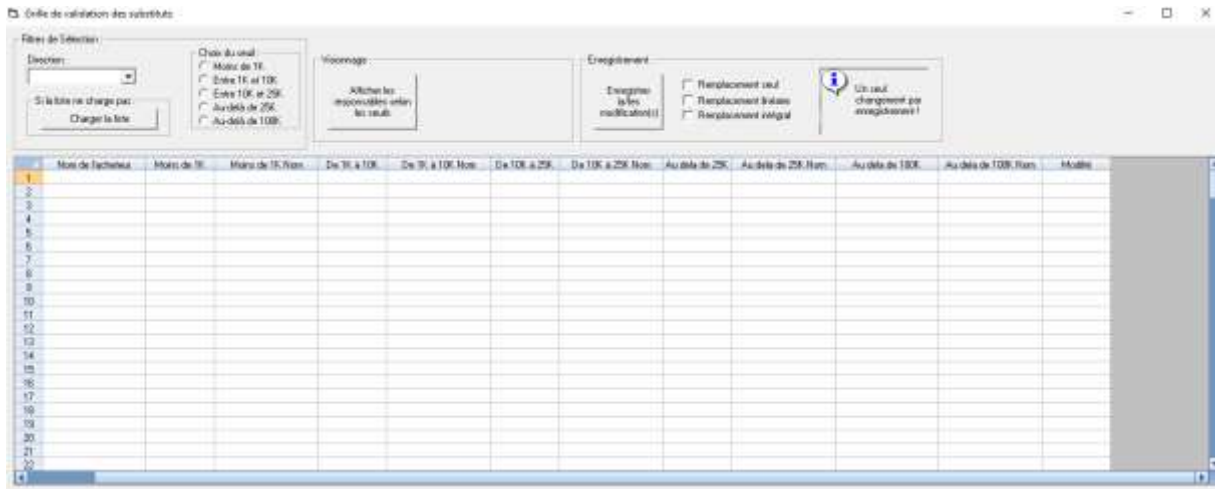 Grille de validation des substituts
Filtres de Sélection
Direction:
Si la liste ne charge pas:
Charger la liste
Choix du seuil
Moins de 1K
Entre 1K et 10K
Entre 10K et 25K
Au-delà de 25K
Au-delà de 100K
Visionnage
Afficher les
responsables selon
les seuils
Enregistrement
Enregistrer
la/les
modification(s)
Remplacement seul
Remplacement linéaire
Remplacement intégral
Un seul
changement par
enregistrement !
Nom de l'acheteur Moins de 1K Moins de 1K Nom De 1K à 10K De 1K à 10K Nom De 10K à 25K De 10K à 25K Nom Au dela de 25K Au dela de 25K Nom Au dela de 100K Au dela de 100K Nom Modifié
1
2
3
4
5
6
7
8
9
10
11
12
13
14
15
16
17
18
19
20
21
22